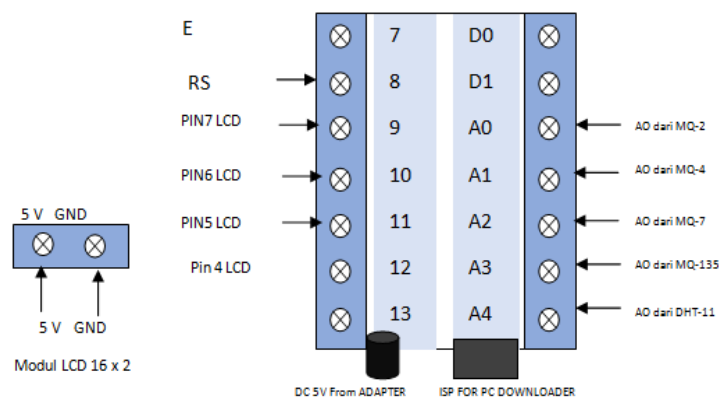 E 7 D0
RS 8 D1
PIN7 LCD 9 A0 AO dari MQ-2
PIN6 LCD 10 A1 AO dari MQ-4
PIN5 LCD 11 A2 AO dari MQ-7
Pin 4 LCD 12 A3 AO dari MQ-135
13 A4 AO dari DHT-11
5 V GND
5 V GND
Modul LCD 16 x 2
DC 5V From ADAPTER ISP FOR PC DOWNLOADER